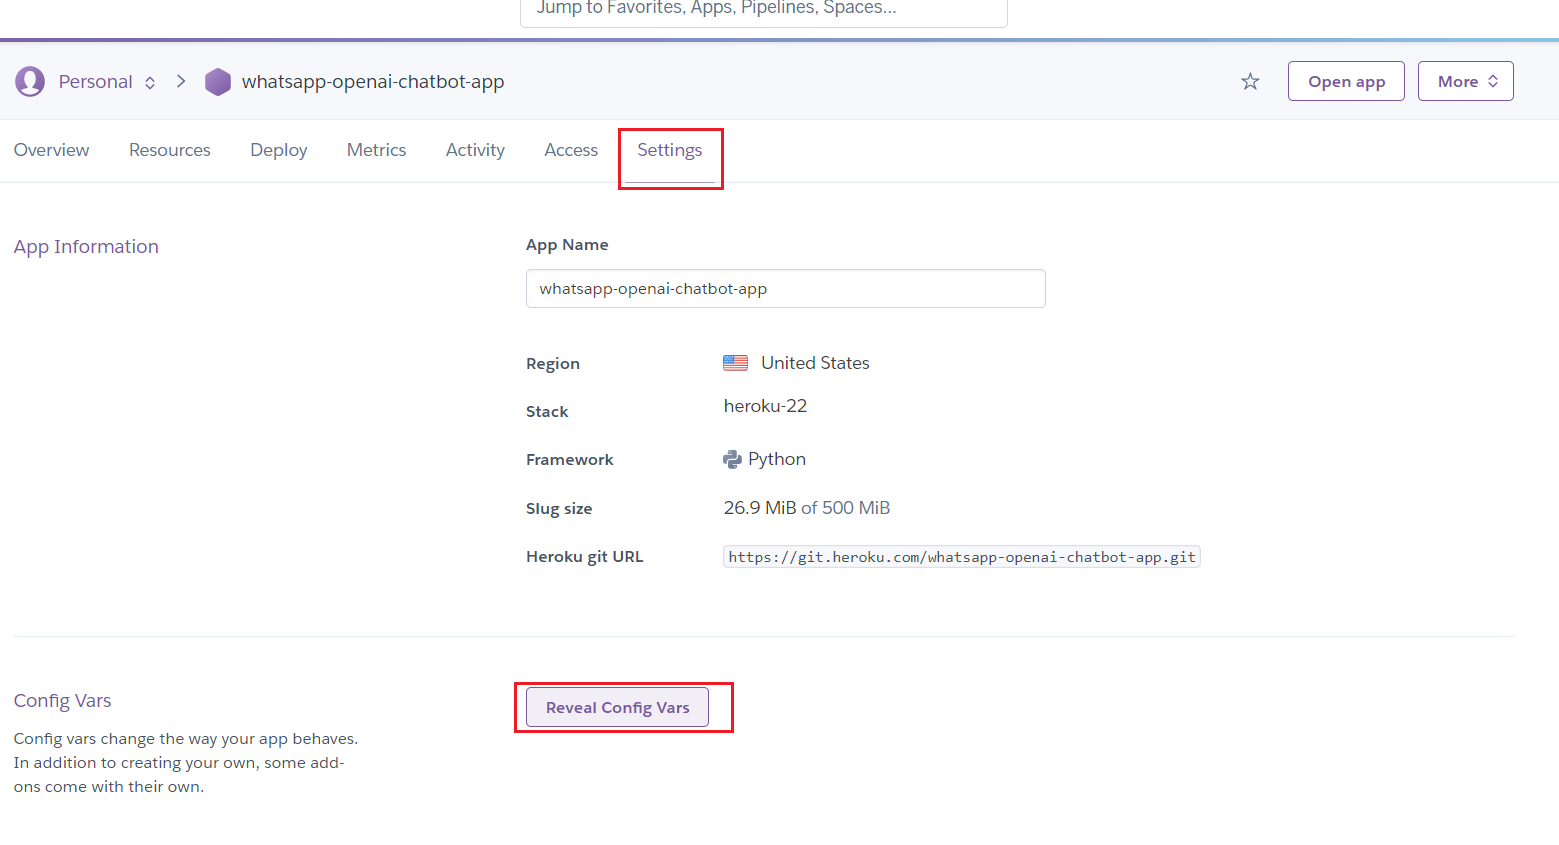 Jump to Favorites, Apps, Pipelines, Spaces...
Personal whatsapp-openai-chatbot-app Open app More
Overview Resources Deploy Metrics Activity Access Settings
App Information
App Name
whatsapp-openai-chatbot-app
Region United States
Stack heroku-22
Framework Python
Slug size 26.9 MiB of 500 MiB
Heroku git URL https://git.heroku.com/whatsapp-openai-chatbot-app.git
Config Vars
Reveal Config Vars
Config vars change the way your app behaves.
In addition to creating your own, some add-
ons come with their own.